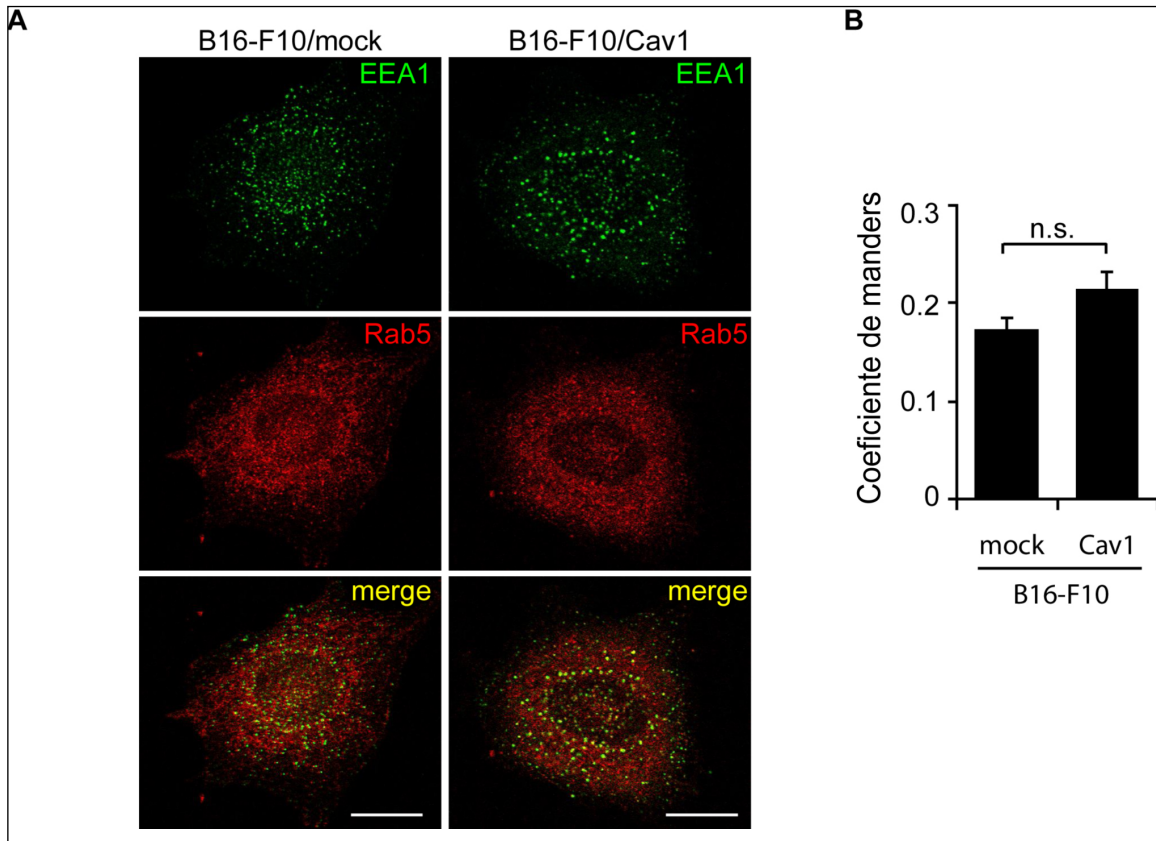 A
B16-F10/mock
B16-F10/Cav1
EEA1
EEA1
Rab5
Rab5
merge
merge
B
Coeficiente de manders
0.3
0.2
0.1
0
n.s.
mock
Cav1
B16-F10